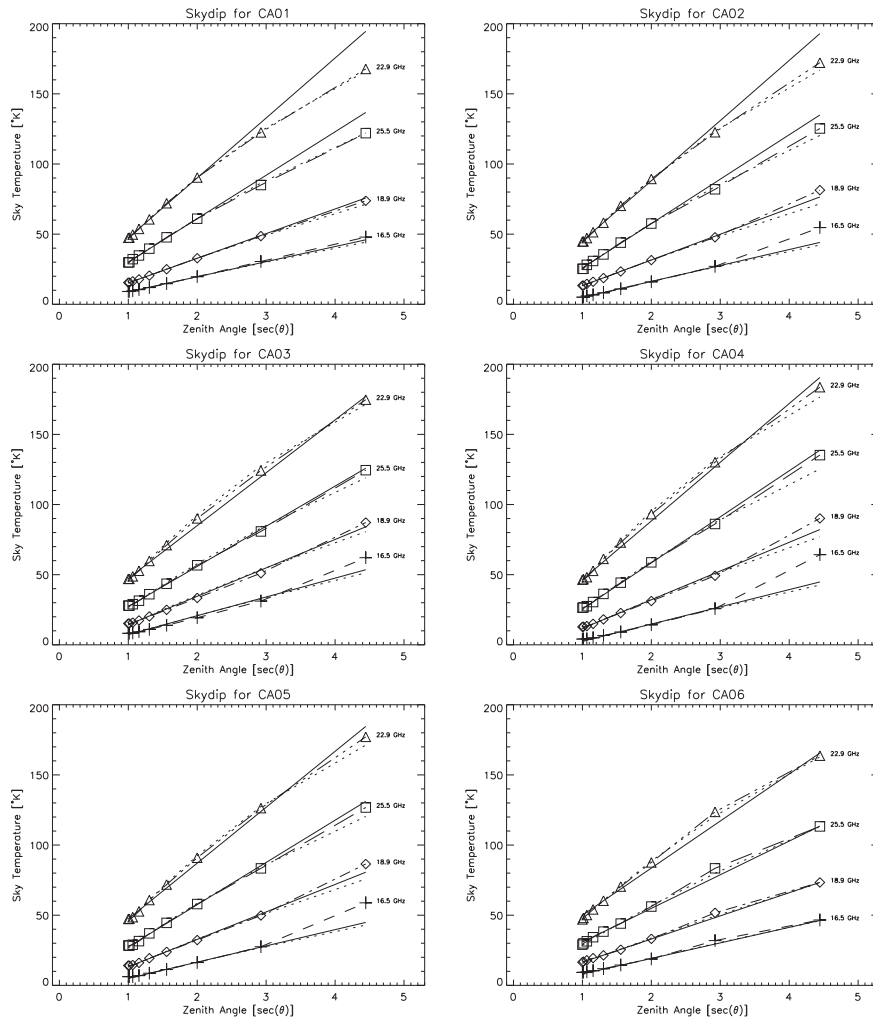 Skydip for CA01
Sky Temperature [°K]
200
150
100
50
0
22.9 GHz
25.5 GHz
18.9 GHz
16.5 GHz
0 1 2 3 4 5
Zenith Angle [sec(θ)]
Skydip for CA02
Sky Temperature [°K]
200
150
100
50
0
22.9 GHz
25.5 GHz
18.9 GHz
16.5 GHz
0 1 2 3 4 5
Zenith Angle [sec(θ)]
Skydip for CA03
Sky Temperature [°K]
200
150
100
50
0
22.9 GHz
25.5 GHz
18.9 GHz
16.5 GHz
0 1 2 3 4 5
Zenith Angle [sec(θ)]
Skydip for CA04
Sky Temperature [°K]
200
150
100
50
0
22.9 GHz
25.5 GHz
18.9 GHz
16.5 GHz
0 1 2 3 4 5
Zenith Angle [sec(θ)]
Skydip for CA05
Sky Temperature [°K]
200
150
100
50
0
22.9 GHz
25.5 GHz
18.9 GHz
16.5 GHz
0 1 2 3 4 5
Zenith Angle [sec(θ)]
Skydip for CA06
Sky Temperature [°K]
200
150
100
50
0
22.9 GHz
25.5 GHz
18.9 GHz
16.5 GHz
0 1 2 3 4 5
Zenith Angle [sec(θ)]